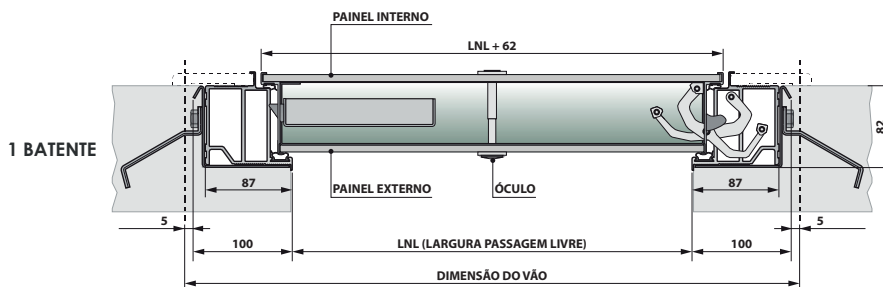 PAINEL INTERNO
LNL + 62
1 BATENTE
82
87
PAINEL EXTERNO
ÓCULO
87
5
5
100
LNL (LARGURA PASSAGEM LIVRE)
100
DIMENSÃO DO VÃO